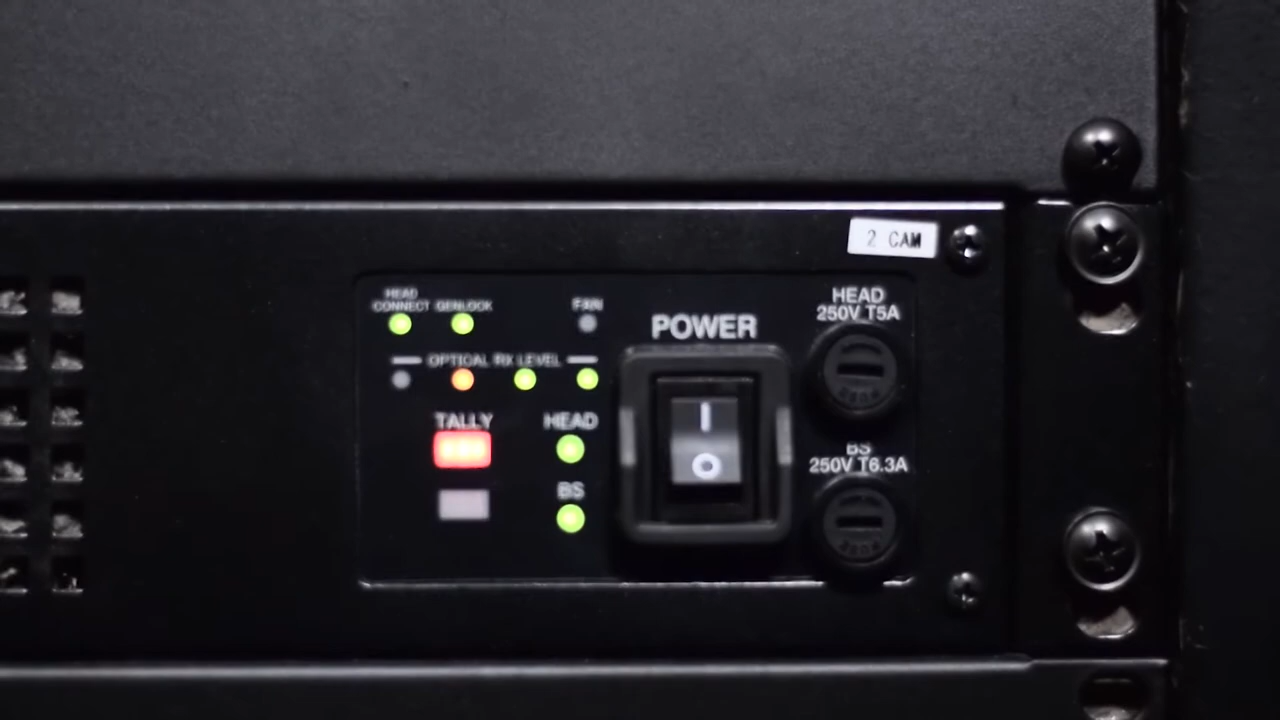 2 CAM
HEAD
CONNECT GENLOCK FAN
OPTICAL RX LEVEL
TALLY HEAD
BS
POWER
I
O
HEAD
250V T5A
BS
250V T6.3A